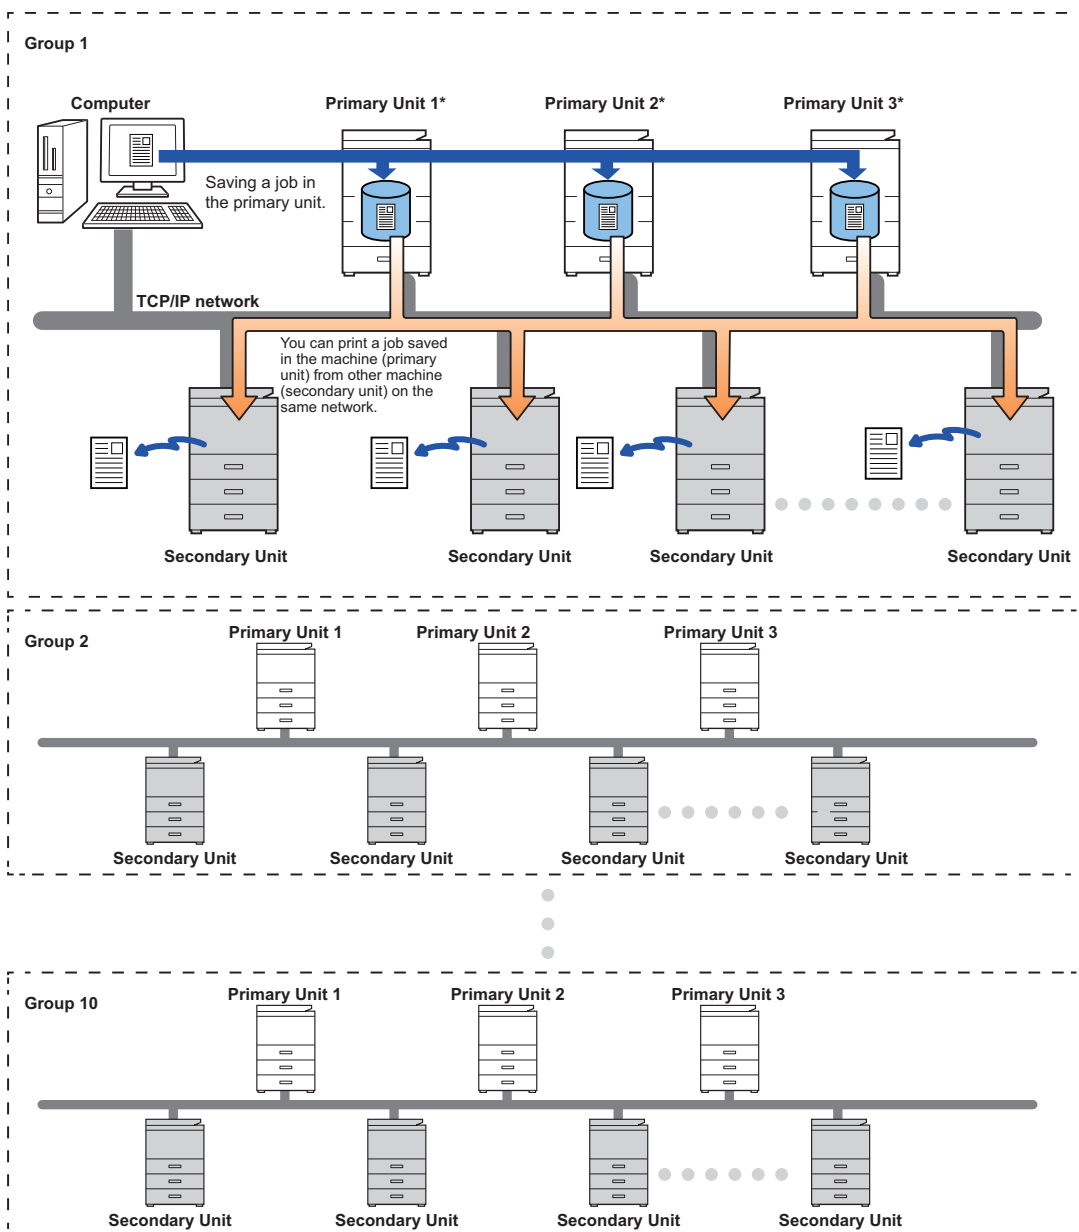 Group 1
Computer
Primary Unit 1*
Primary Unit 2*
Primary Unit 3*
Saving a job in
the primary unit.
TCP/IP network
You can print a job saved
in the machine (primary
unit) from other machine
(secondary unit) on the
same network.
Secondary Unit
Secondary Unit
Secondary Unit
Secondary Unit
Group 2
Primary Unit 1
Primary Unit 2
Primary Unit 3
Secondary Unit
Secondary Unit
Secondary Unit
Secondary Unit
Group 10
Primary Unit 1
Primary Unit 2
Primary Unit 3
Secondary Unit
Secondary Unit
Secondary Unit
Secondary Unit